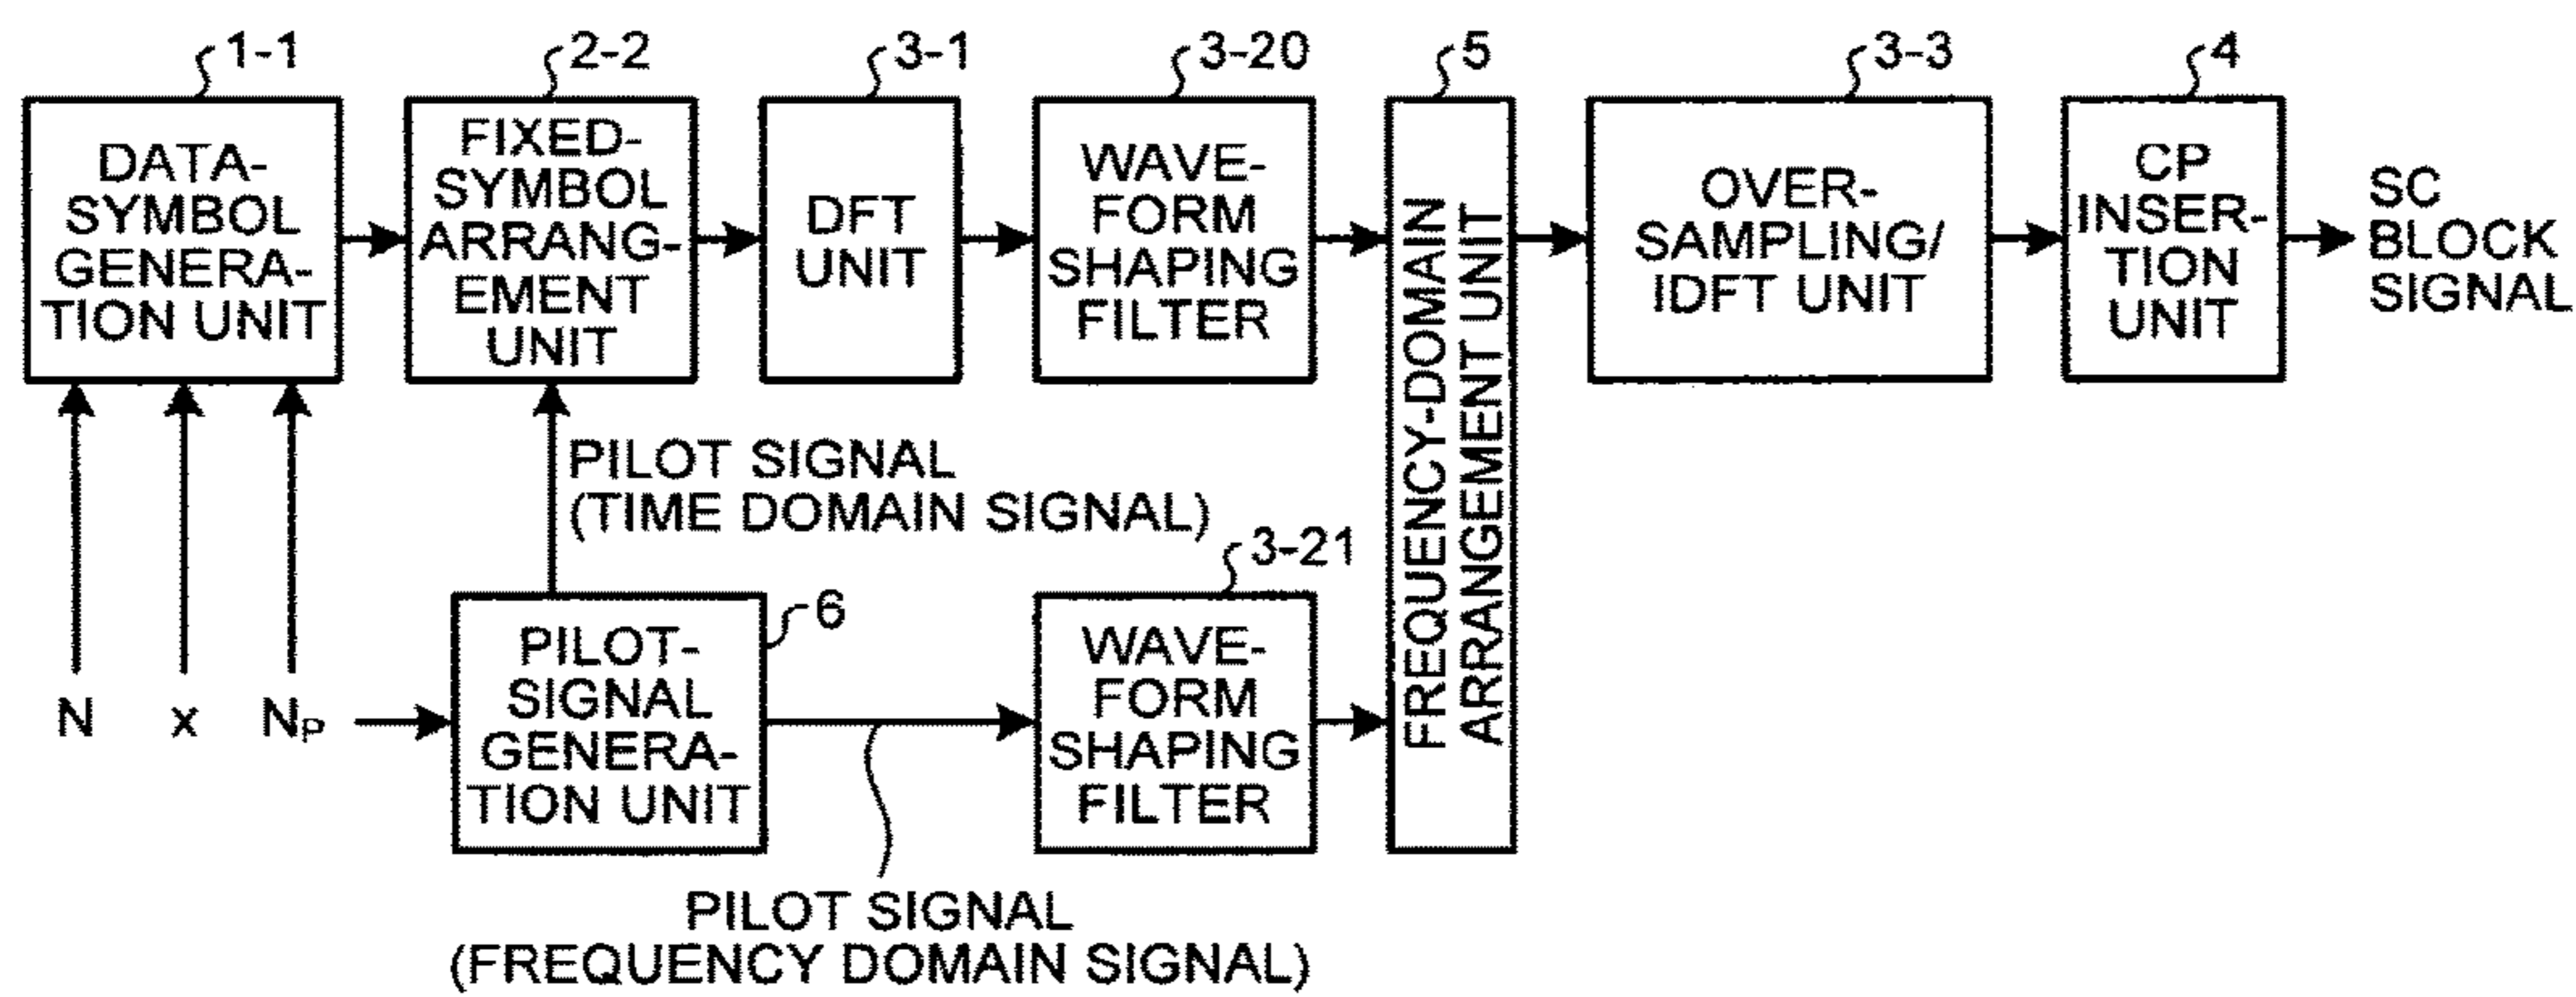 1-1
2-2
3-1
3-20
5
3-3
4
DATA-
SYMBOL
GENERA-
TION UNIT
FIXED-
SYMBOL
ARRANG-
EMENT
UNIT
DFT
UNIT
WAVE-
FORM
SHAPING
FILTER
FREQUENCY-DOMAIN
ARRANGEMENT UNIT
OVER-
SAMPLING/
IDFT UNIT
CP
INSER-
TION
UNIT
SC
BLOCK
SIGNAL
PILOT SIGNAL
(TIME DOMAIN SIGNAL)
N x NP
6
PILOT-
SIGNAL
GENERA-
TION UNIT
3-21
WAVE-
FORM
SHAPING
FILTER
PILOT SIGNAL
(FREQUENCY DOMAIN SIGNAL)